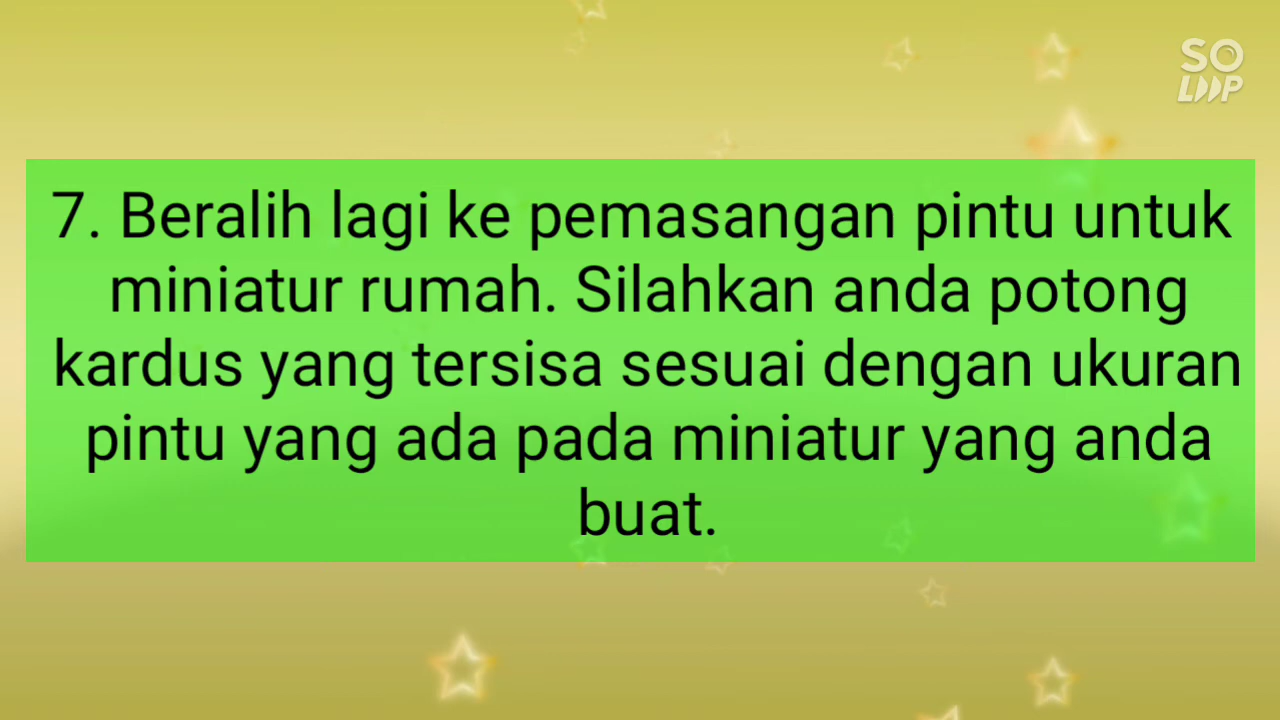 SO
LOOP
7. Beralih lagi ke pemasangan pintu untuk
miniatur rumah. Silahkan anda potong
kardus yang tersisa sesuai dengan ukuran
pintu yang ada pada miniatur yang anda
buat.